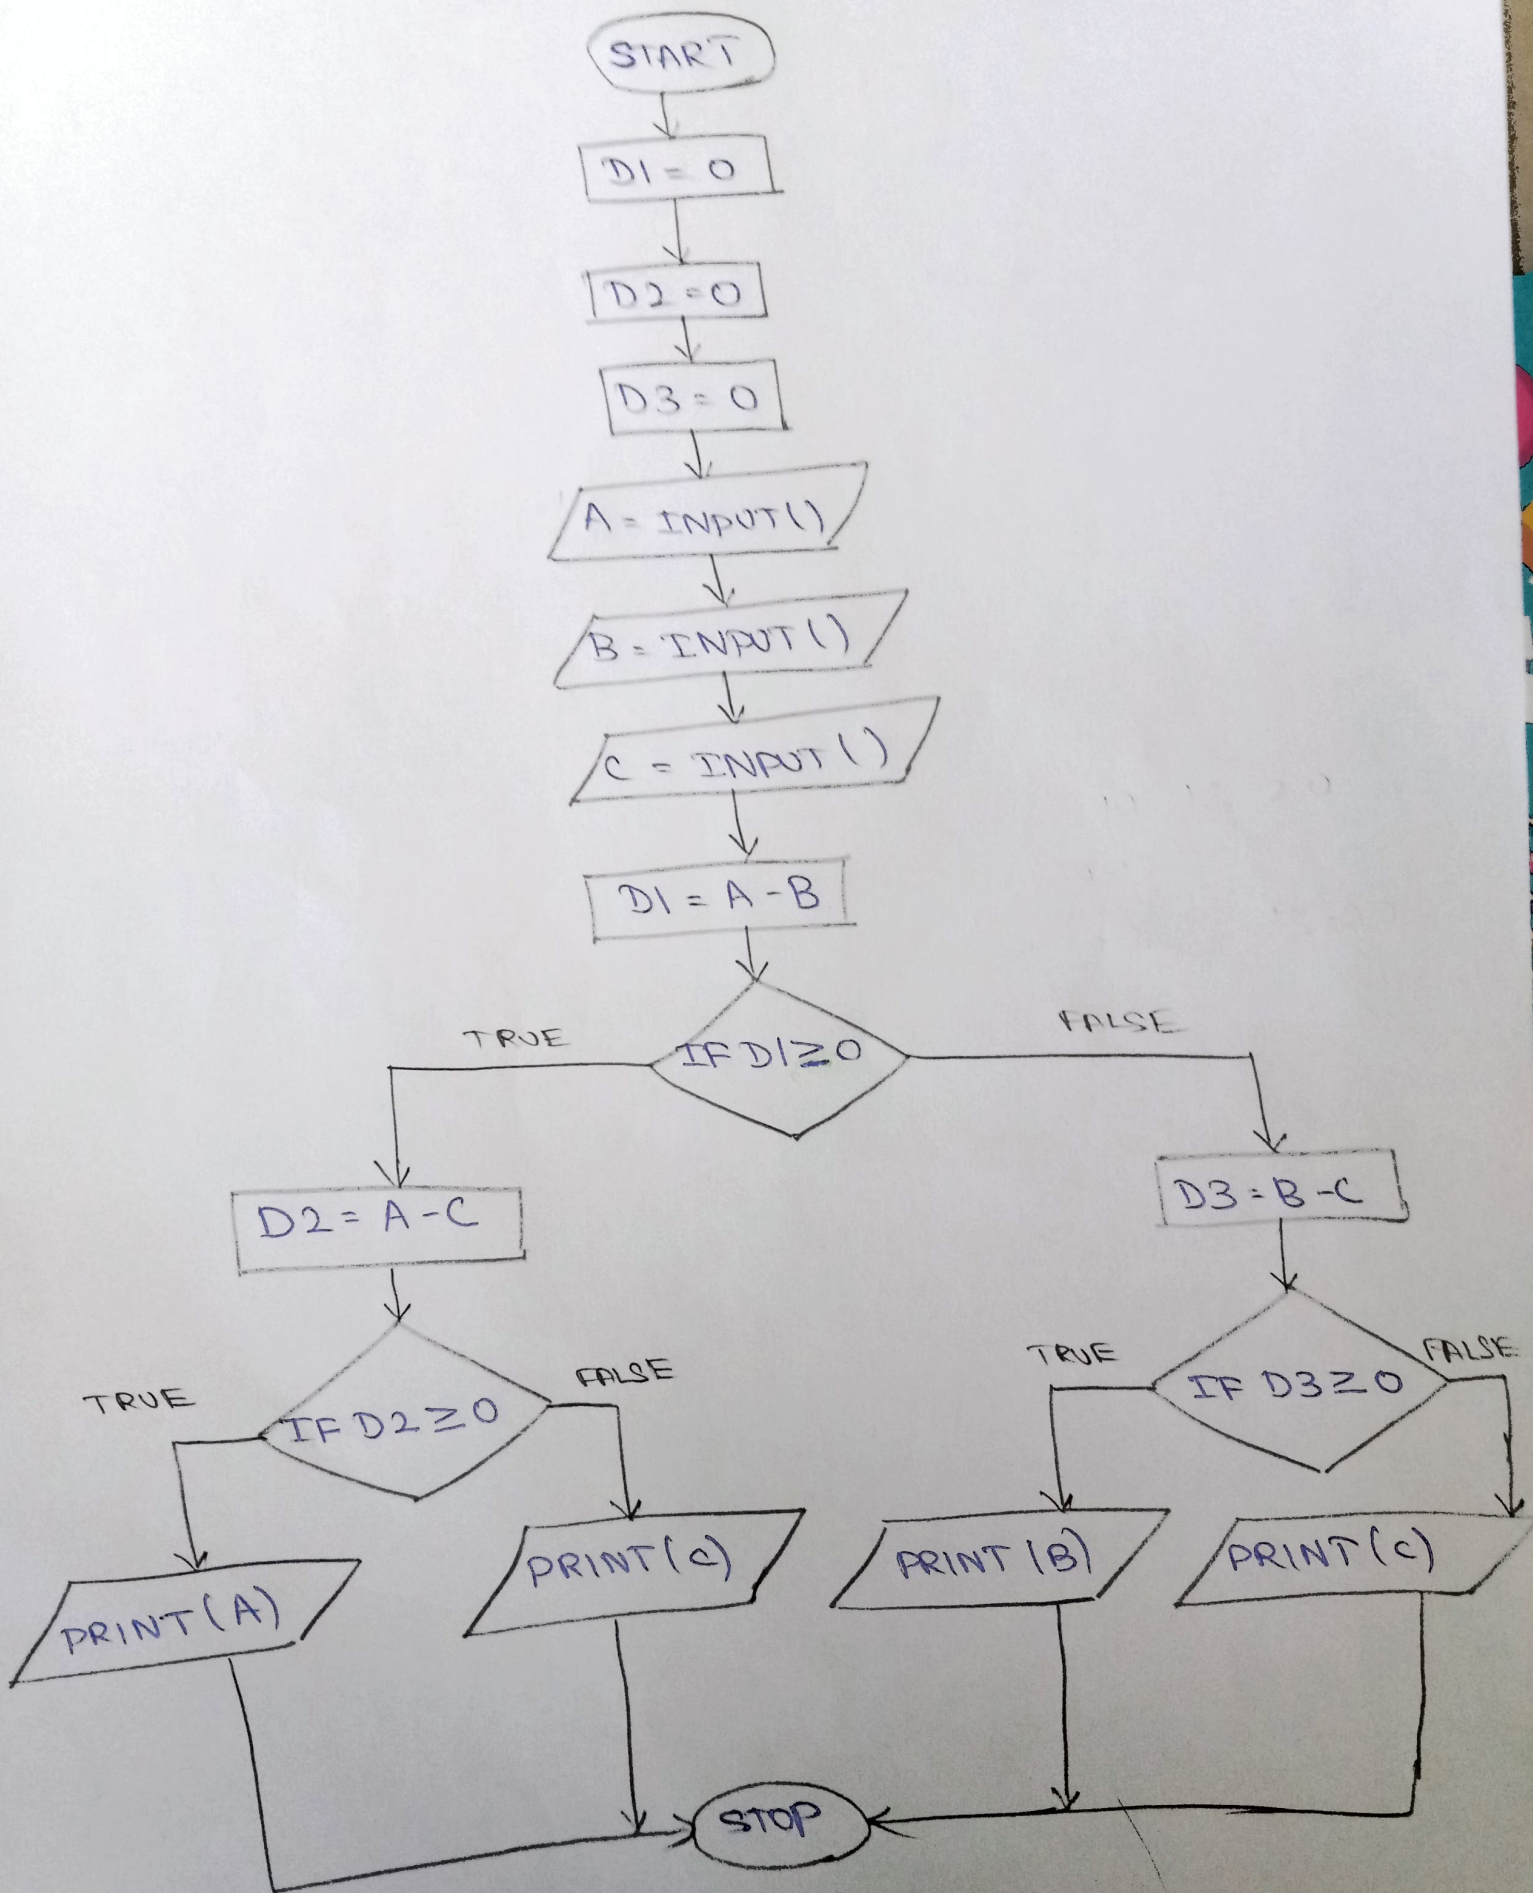 START
D1 = 0
D2 = 0
D3 = 0
A = INPUT()
B = INPUT()
C = INPUT()
D1 = A - B
IF D1 ≥ 0
TRUE
FALSE
D2 = A - C
D3 = B - C
IF D2 ≥ 0
TRUE
FALSE
IF D3 ≥ 0
TRUE
FALSE
PRINT(A)
PRINT(C)
PRINT(B)
PRINT(C)
STOP